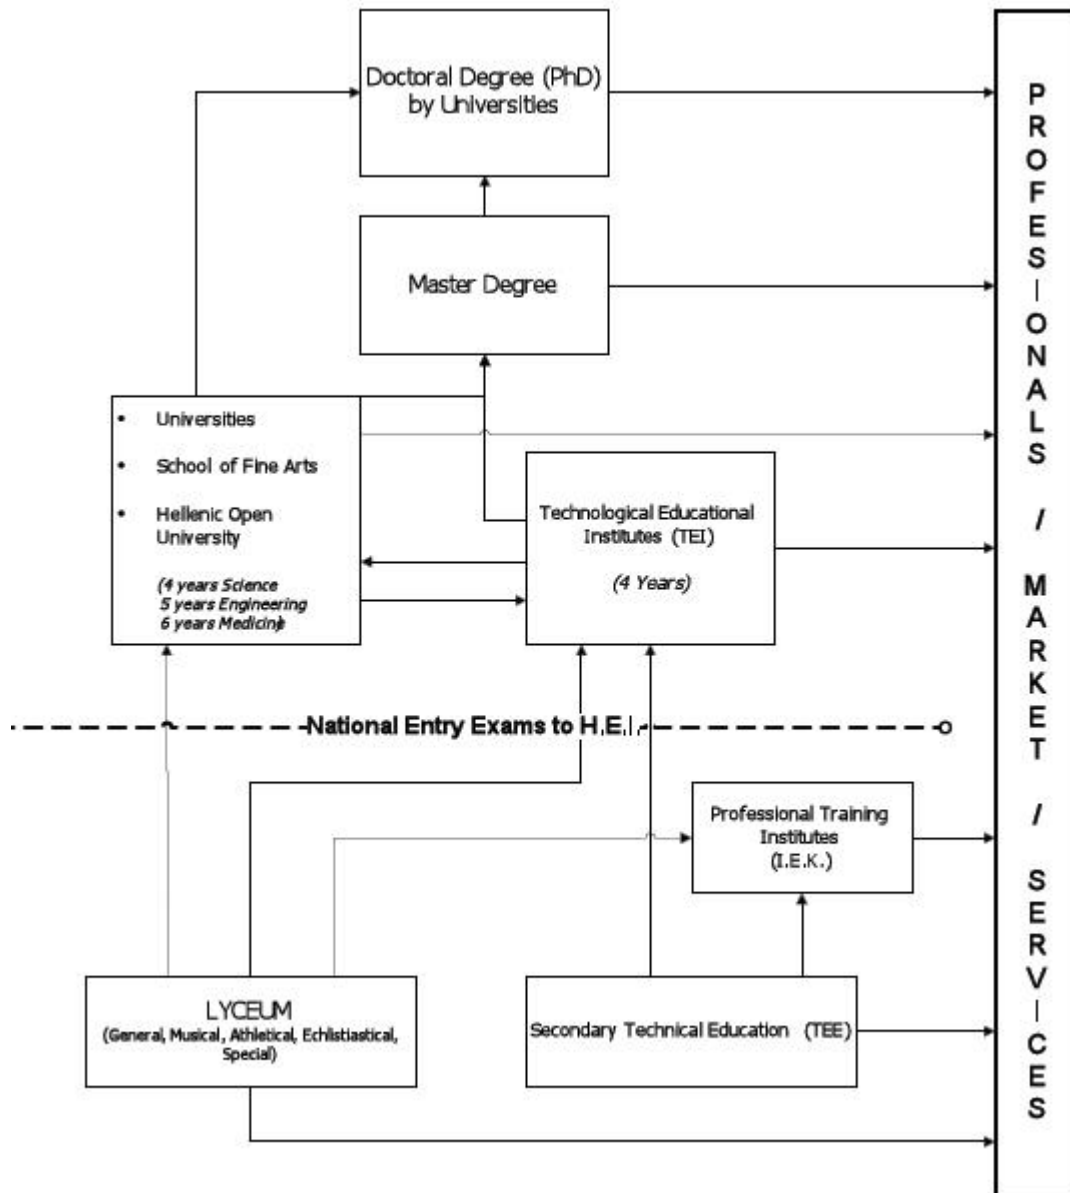 Doctoral Degree (PhD)
by Universities
Master Degree
• Universities
• School of Fine Arts
• Hellenic Open
University
(4 years Science
5 years Engineering
6 years Medicine)
Technological Educational
Institutes (TEI)
(4 Years)
National Entry Exams to H.E.I.
Professional Training
Institutes
(I.E.K.)
LYCEUM
(General, Musical, Athletical, Echlistiastical,
Special)
Secondary Technical Education (TEE)
PROFESIONALS / MARKET / SERVICES